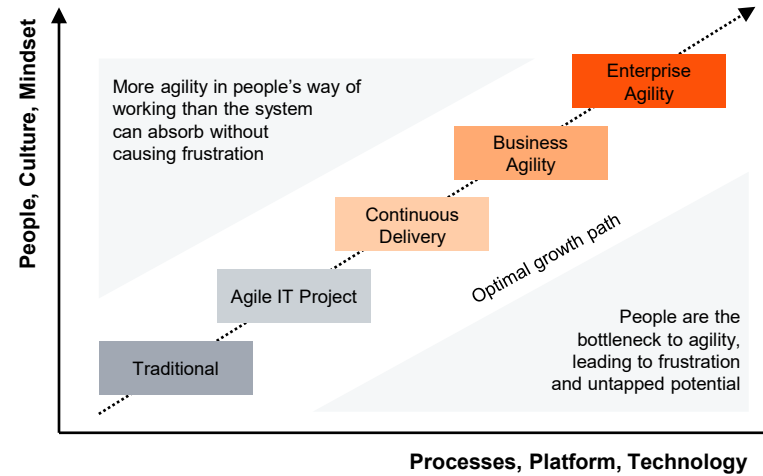 People, Culture, Mindset
More agility in people's way of
working than the system
can absorb without
causing frustration
Enterprise
Agility
Business
Agility
Continuous
Delivery
Agile IT Project
Traditional
Optimal growth path
People are the
bottleneck to agility,
leading to frustration
and untapped potential
Processes, Platform, Technology